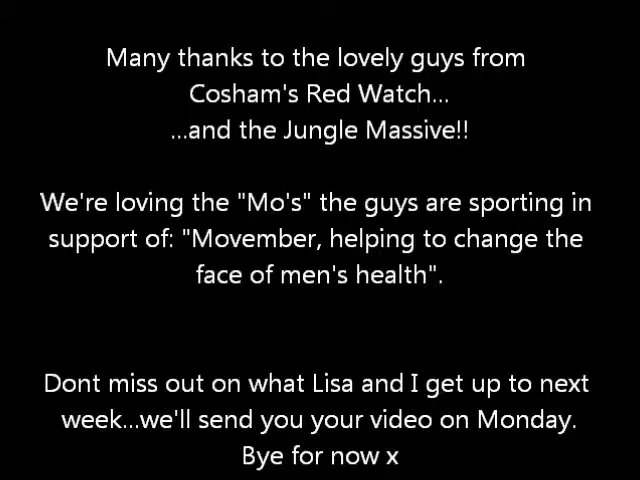 Many thanks to the lovely guys from
Cosham's Red Watch...
...and the Jungle Massive!!
We're loving the "Mo's" the guys are sporting in
support of: "Movember, helping to change the
face of men's health".
Dont miss out on what Lisa and I get up to next
week...we'll send you your video on Monday.
Bye for now x